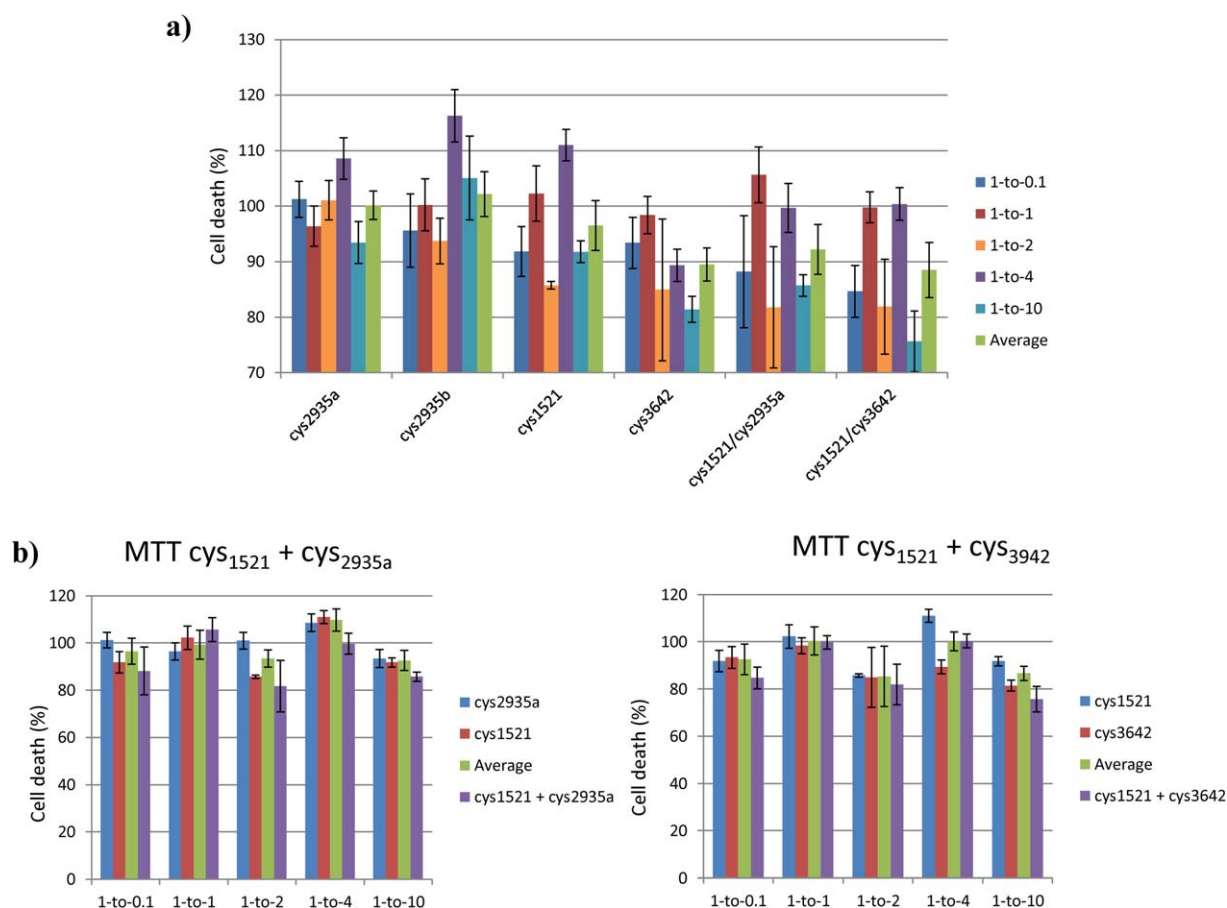 a)
130
120
110
100
90
80
70
Cell death (%)
cys2935a
cys2935b
cys1521
cys3642
cys1521/cys2935a
cys1521/cys3642
1-to-0.1
1-to-1
1-to-2
1-to-4
1-to-10
Average
b)
MTT cys1521 + cys2935a
120
100
80
60
40
20
0
Cell death (%)
1-to-0.1 1-to-1 1-to-2 1-to-4 1-to-10
cys2935a
cys1521
Average
cys1521 + cys2935a
MTT cys1521 + cys3942
120
100
80
60
40
20
0
Cell death (%)
1-to-0.1 1-to-1 1-to-2 1-to-4 1-to-10
cys1521
cys3642
Average
cys1521 + cys3642